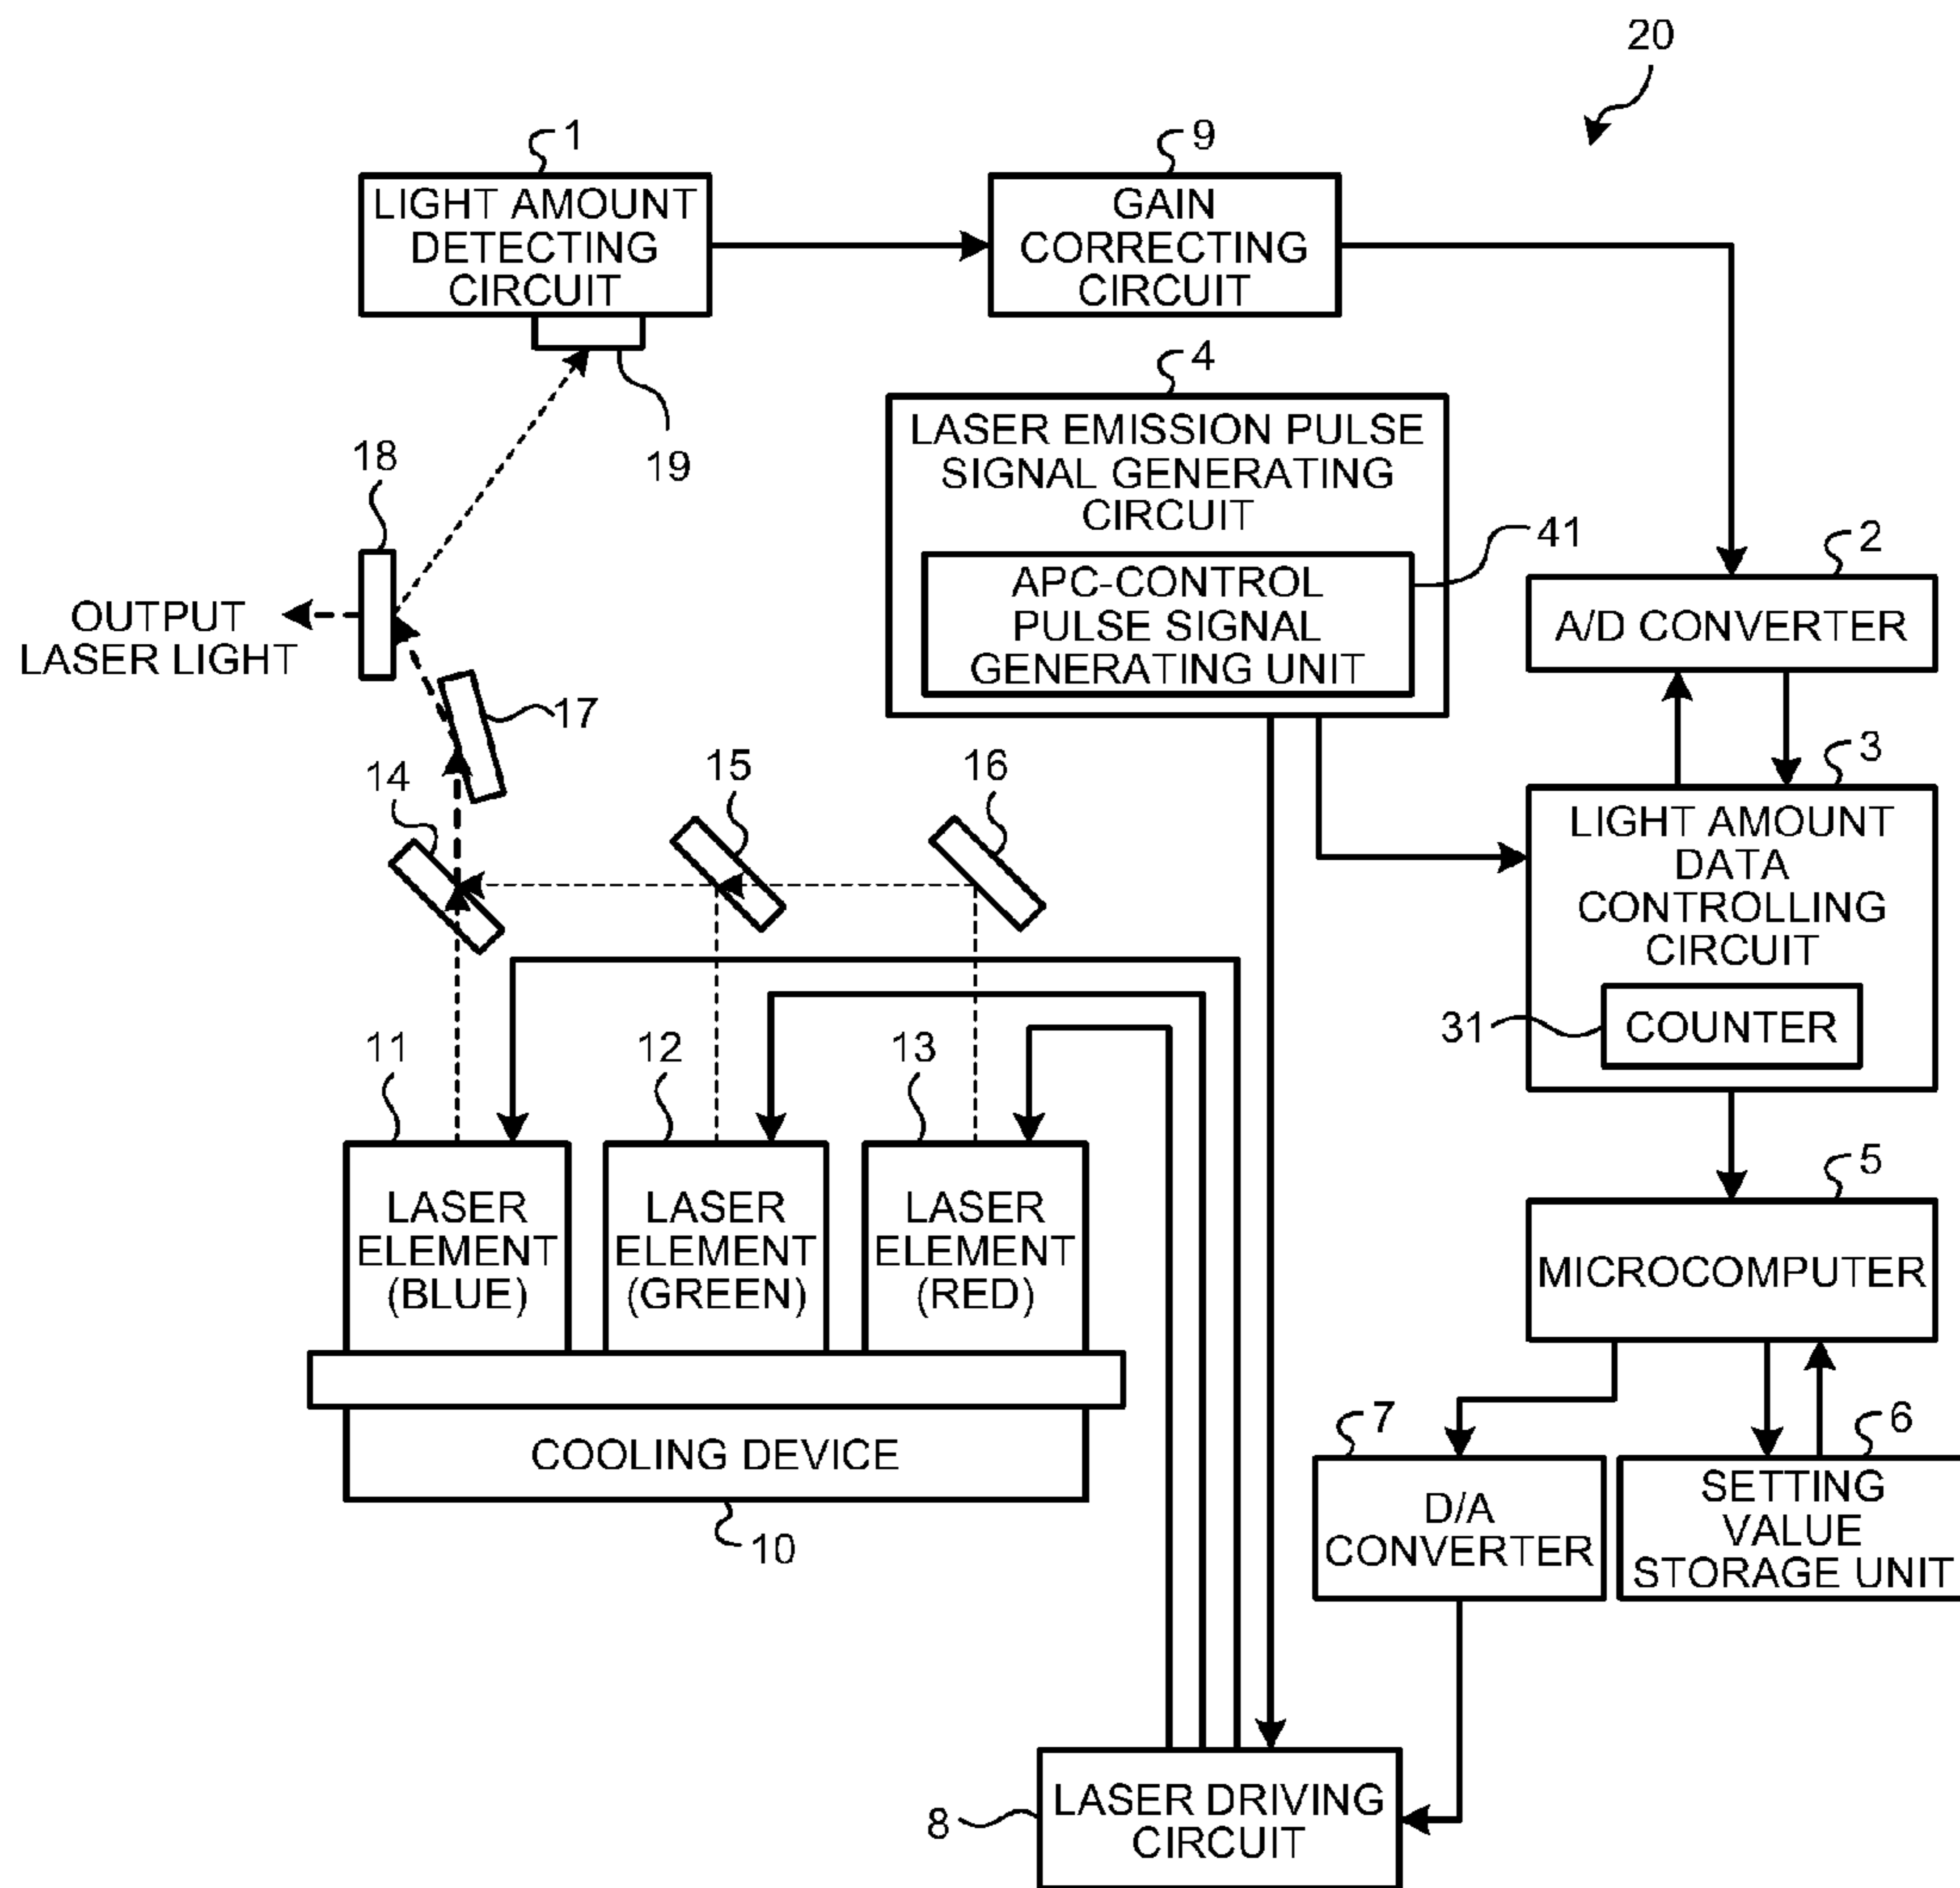 20
1
LIGHT AMOUNT
DETECTING
CIRCUIT
9
GAIN
CORRECTING
CIRCUIT
19
4
LASER EMISSION PULSE
SIGNAL GENERATING
CIRCUIT
41
APC-CONTROL
PULSE SIGNAL
GENERATING UNIT
18
OUTPUT
LASER LIGHT
17
2
A/D CONVERTER
14
15
16
3
LIGHT AMOUNT
DATA
CONTROLLING
CIRCUIT
31
COUNTER
11
LASER
ELEMENT
(BLUE)
12
LASER
ELEMENT
(GREEN)
13
LASER
ELEMENT
(RED)
5
MICROCOMPUTER
COOLING DEVICE
10
7
D/A
CONVERTER
6
SETTING
VALUE
STORAGE UNIT
8
LASER DRIVING
CIRCUIT